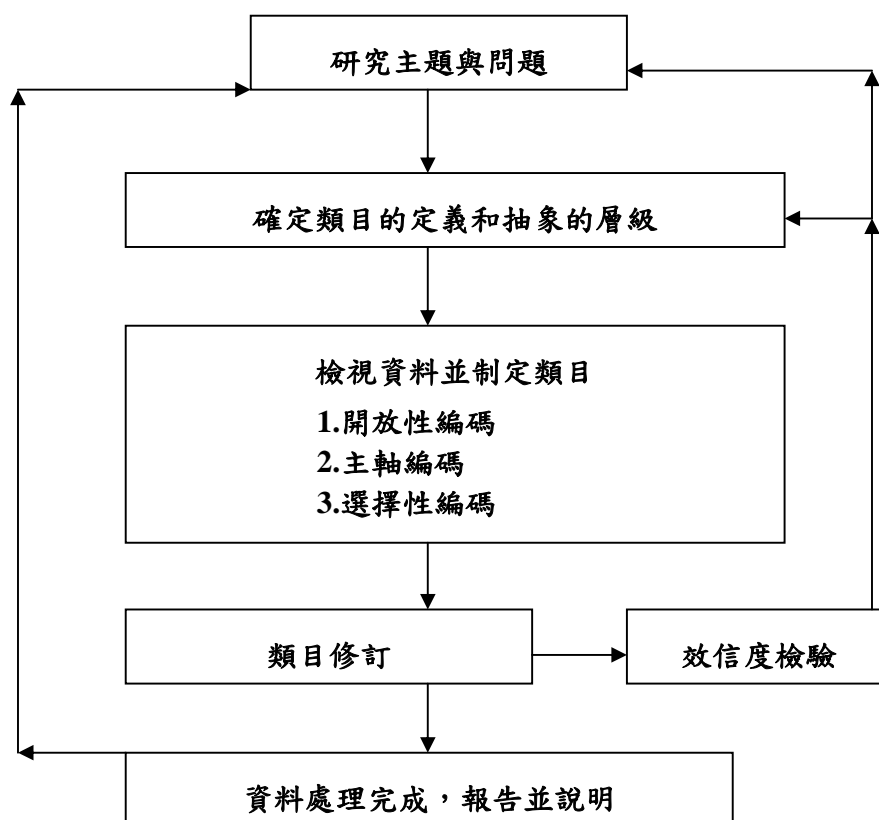 研究主題與問題
確定類目的定義和抽象的層級
檢視資料並制定類目
1.開放性編碼
2.主軸編碼
3.選擇性編碼
類目修訂
效信度檢驗
資料處理完成，報告並說明